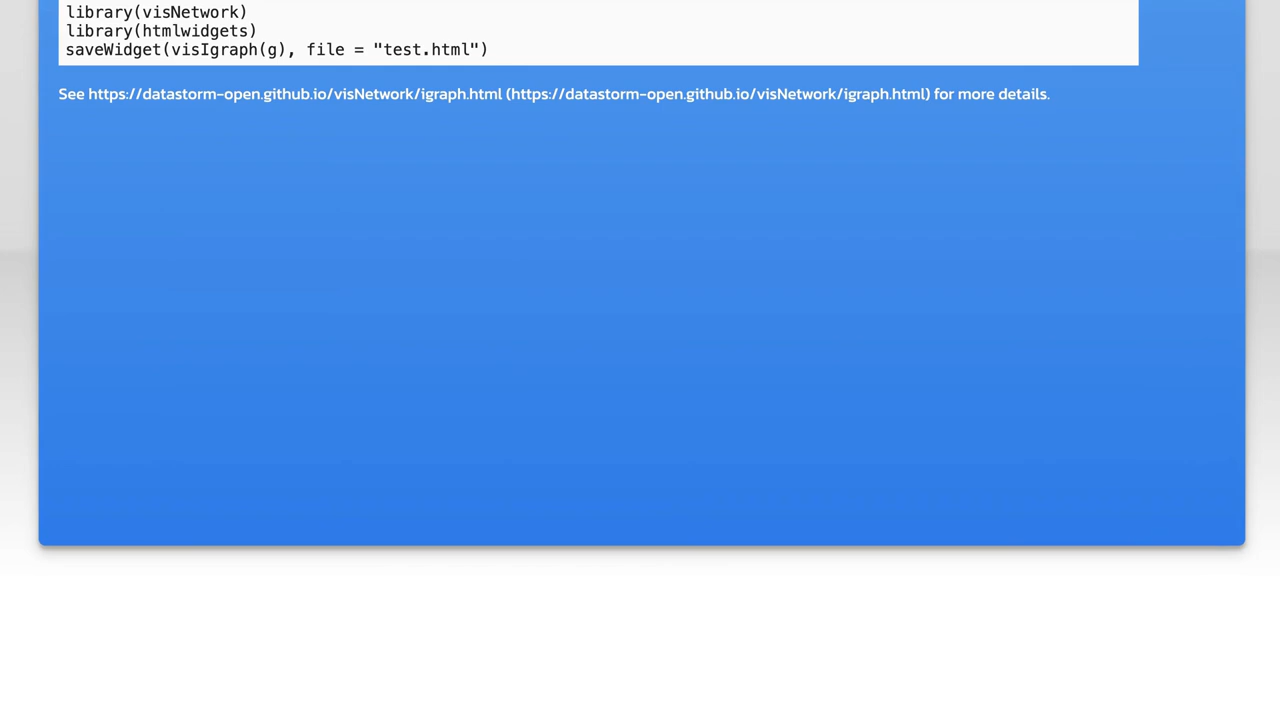 library(visNetwork)
library(htmlwidgets)
saveWidget(visIgraph(g), file = "test.html")
See https://datastorm-open.github.io/visNetwork/igraph.html (https://datastorm-open.github.io/visNetwork/igraph.html) for more details.